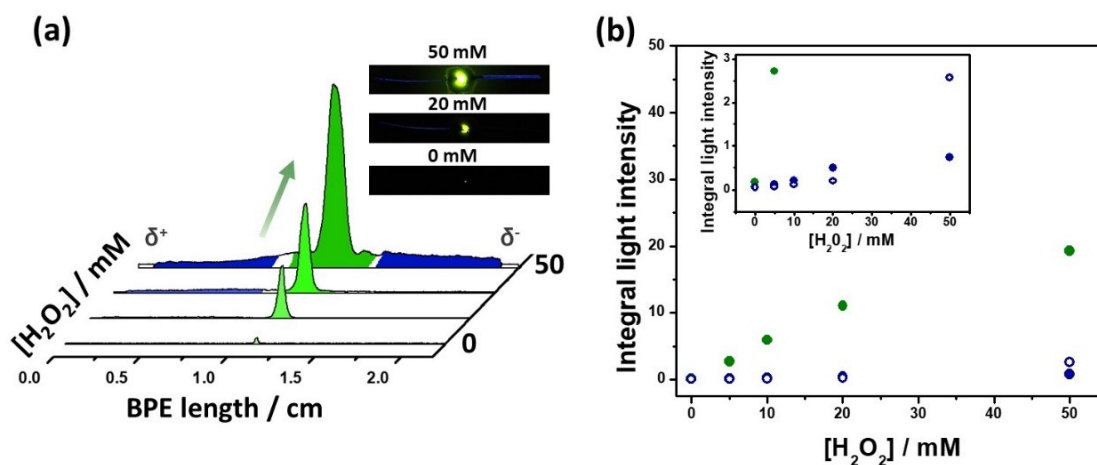 (a)
50 mM
20 mM
0 mM
δ⁺
δ⁻
50
0
[H₂O₂] / mM
0.0 0.5 1.0 1.5 2.0
BPE length / cm
(b)
Integral light intensity
50
40
30
20
10
0
0 10 20 30 40 50
[H₂O₂] / mM
Integral light intensity
3
2
1
0
0 10 20 30 40 50
[H₂0₂] / mM